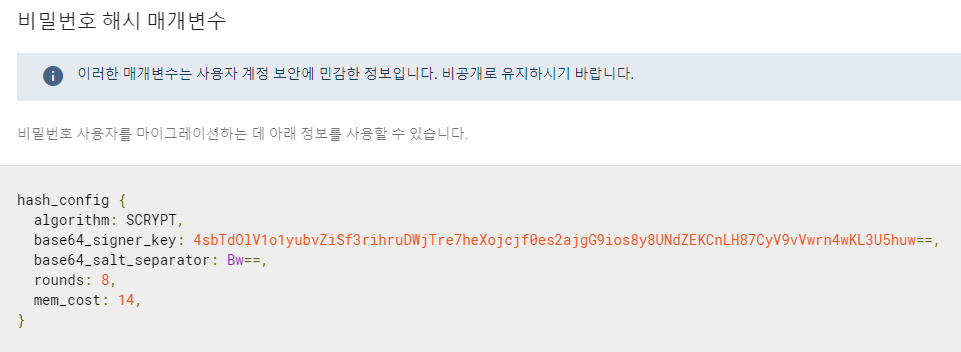 비밀번호 해시 매개변수
이러한 매개변수는 사용자 계정 보안에 민감한 정보입니다. 비공개로 유지하시기 바랍니다.
비밀번호 사용자를 마이그레이션하는 데 아래 정보를 사용할 수 있습니다.
hash_config {
  algorithm: SCRYPT,
  base64_signer_key: 4sbTdOlV1o1yubvZiSf3rihruDWjTre7heXojcjf0es2ajgG9ios8y8UNdZEKCnLH87CyV9vVwrn4wKL3U5huw==,
  base64_salt_separator: Bw==,
  rounds: 8,
  mem_cost: 14,
}